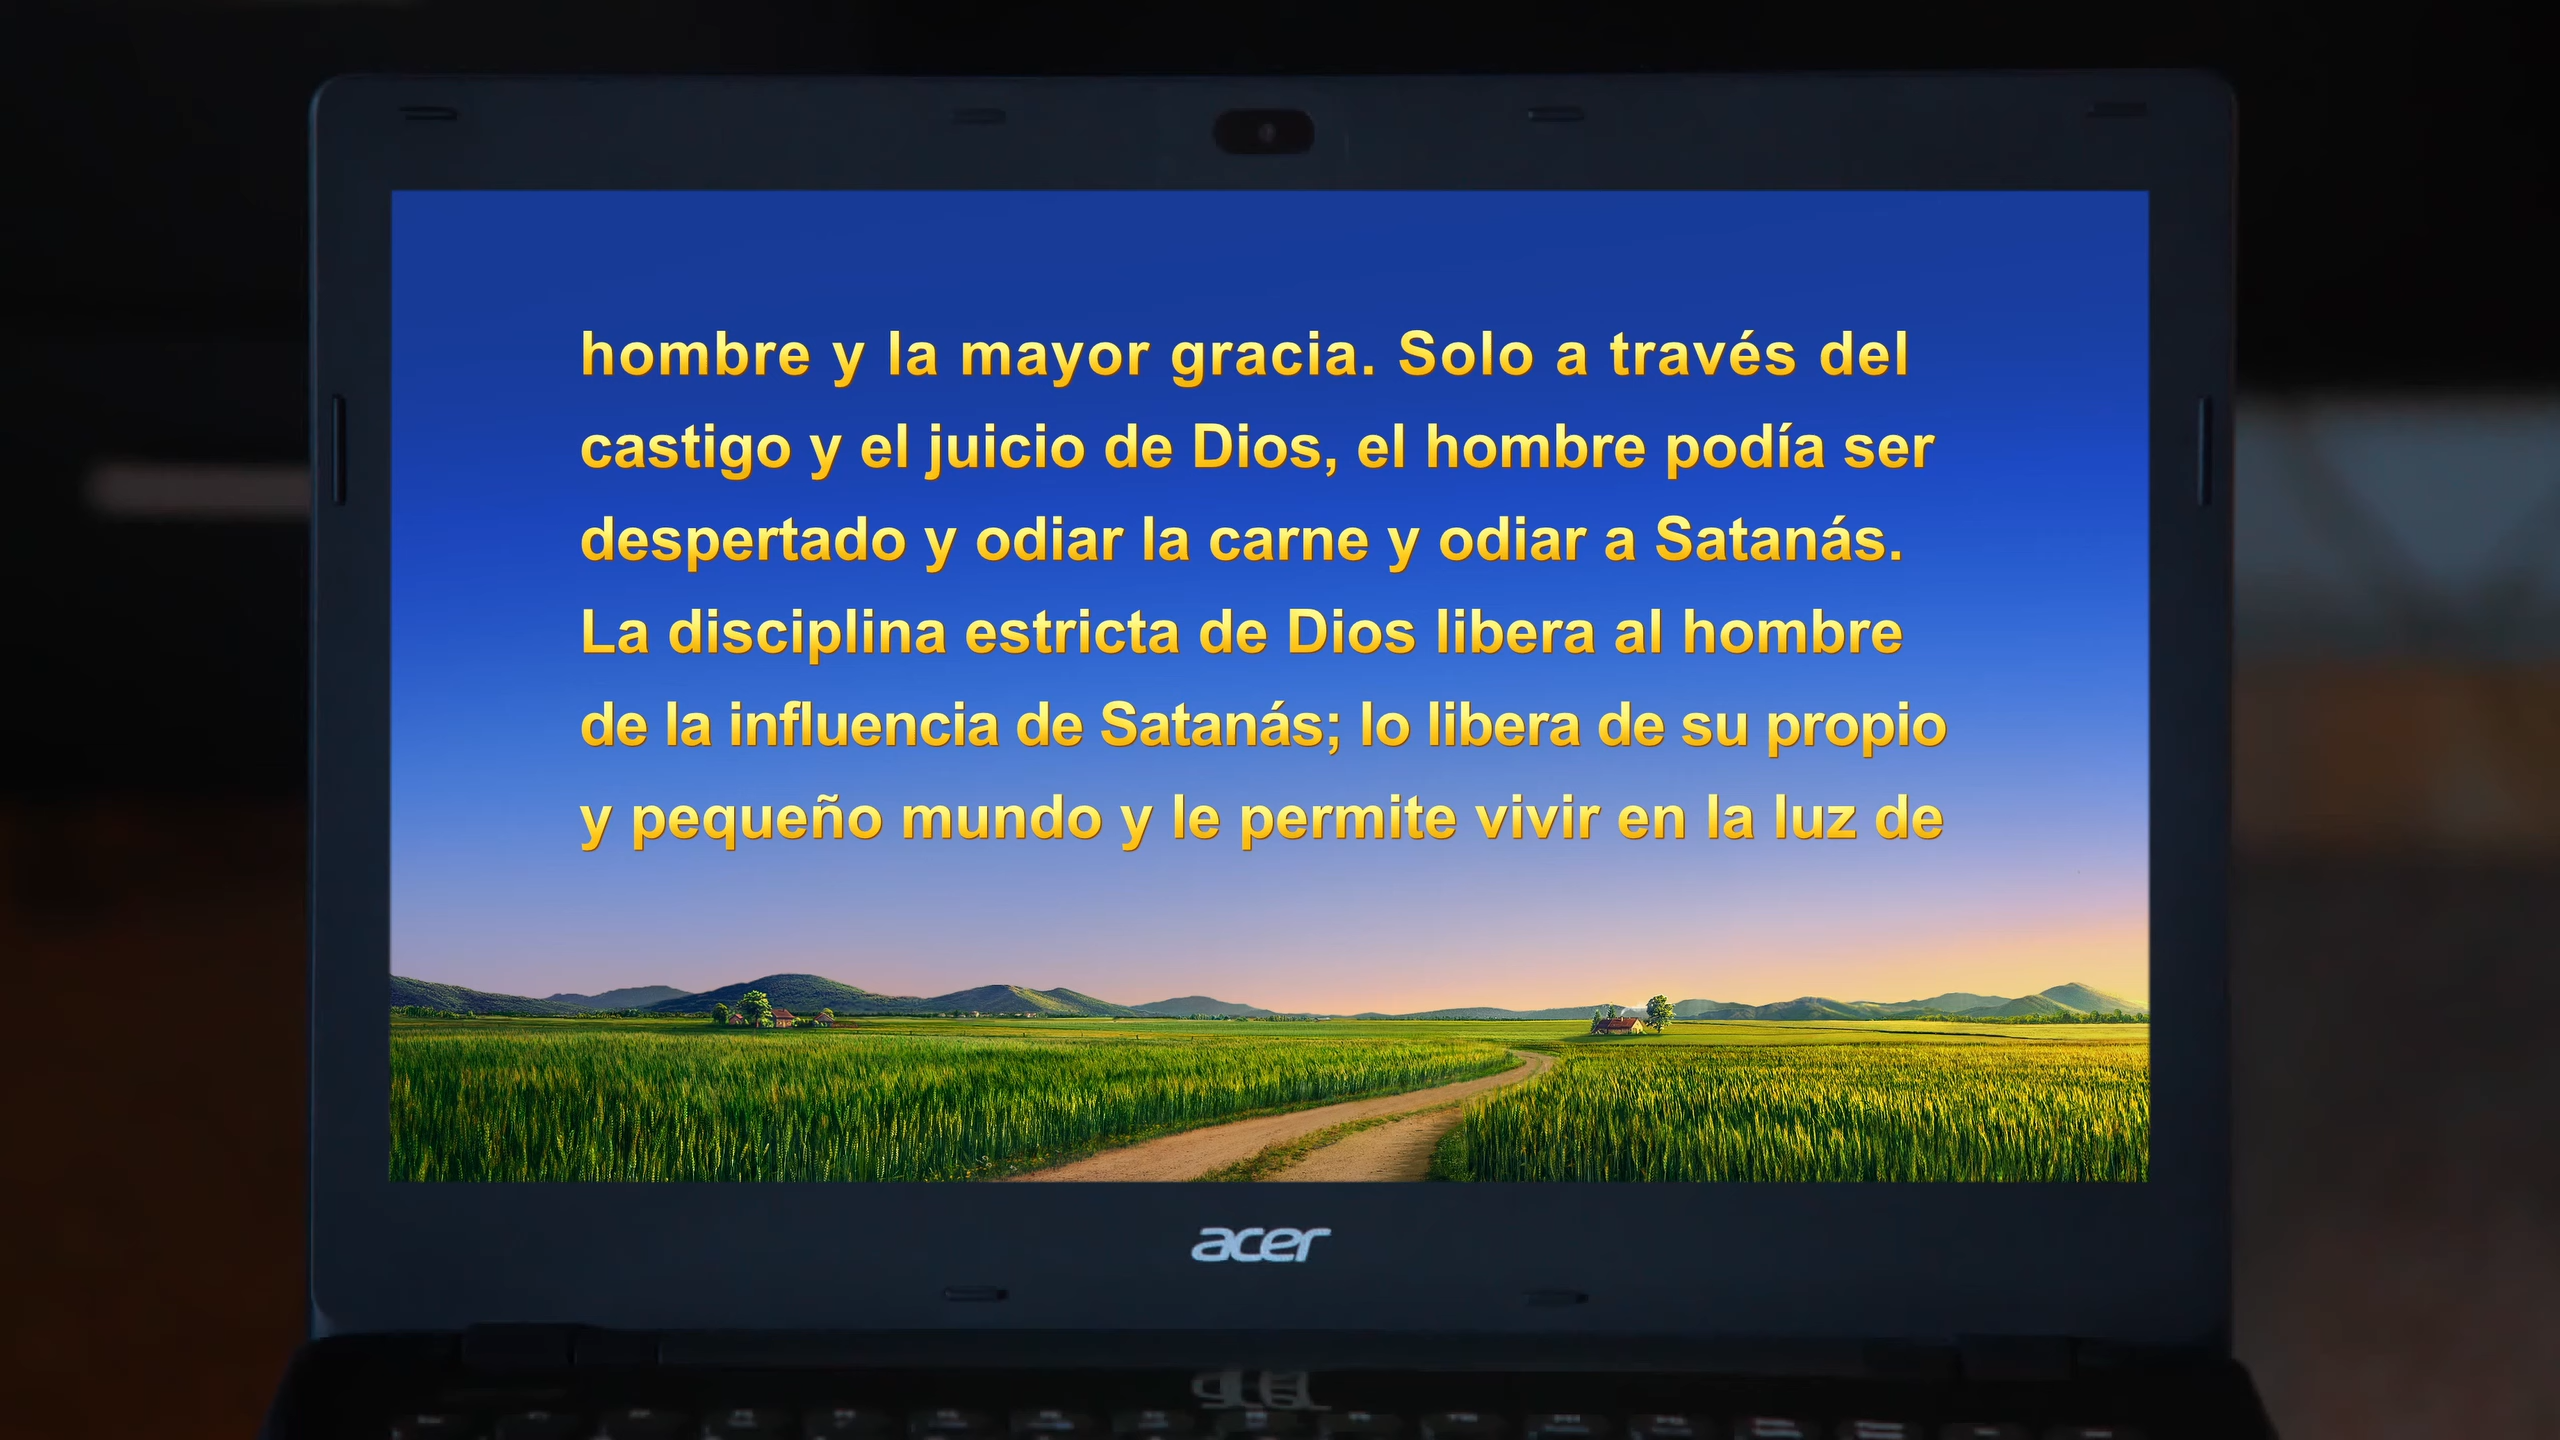 hombre y la mayor gracia. Solo a través del
castigo y el juicio de Dios, el hombre podía ser
despertado y odiar la carne y odiar a Satanás.
La disciplina estricta de Dios libera al hombre
de la influencia de Satanás; lo libera de su propio
y pequeño mundo y le permite vivir en la luz de
acer